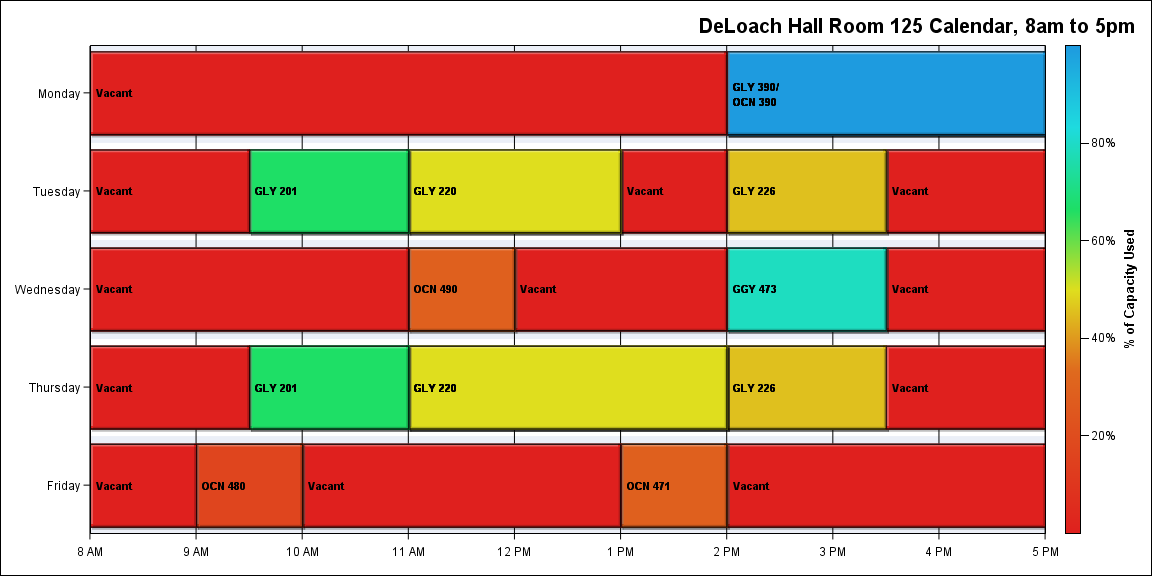 DeLoach Hall Room 125 Calendar, 8am to 5pm
Monday
Vacant
GLY 390/
OCN 390
Tuesday
Vacant
GLY 201
GLY 220
Vacant
GLY 226
Vacant
Wednesday
Vacant
OCN 490
Vacant
GGY 473
Vacant
Thursday
Vacant
GLY 201
GLY 220
GLY 226
Vacant
Friday
Vacant
OCN 480
Vacant
OCN 471
Vacant
8 AM
9 AM
10 AM
11 AM
12 PM
1 PM
2 PM
3 PM
4 PM
5 PM
80%
60%
40%
20%
% of Capacity Used